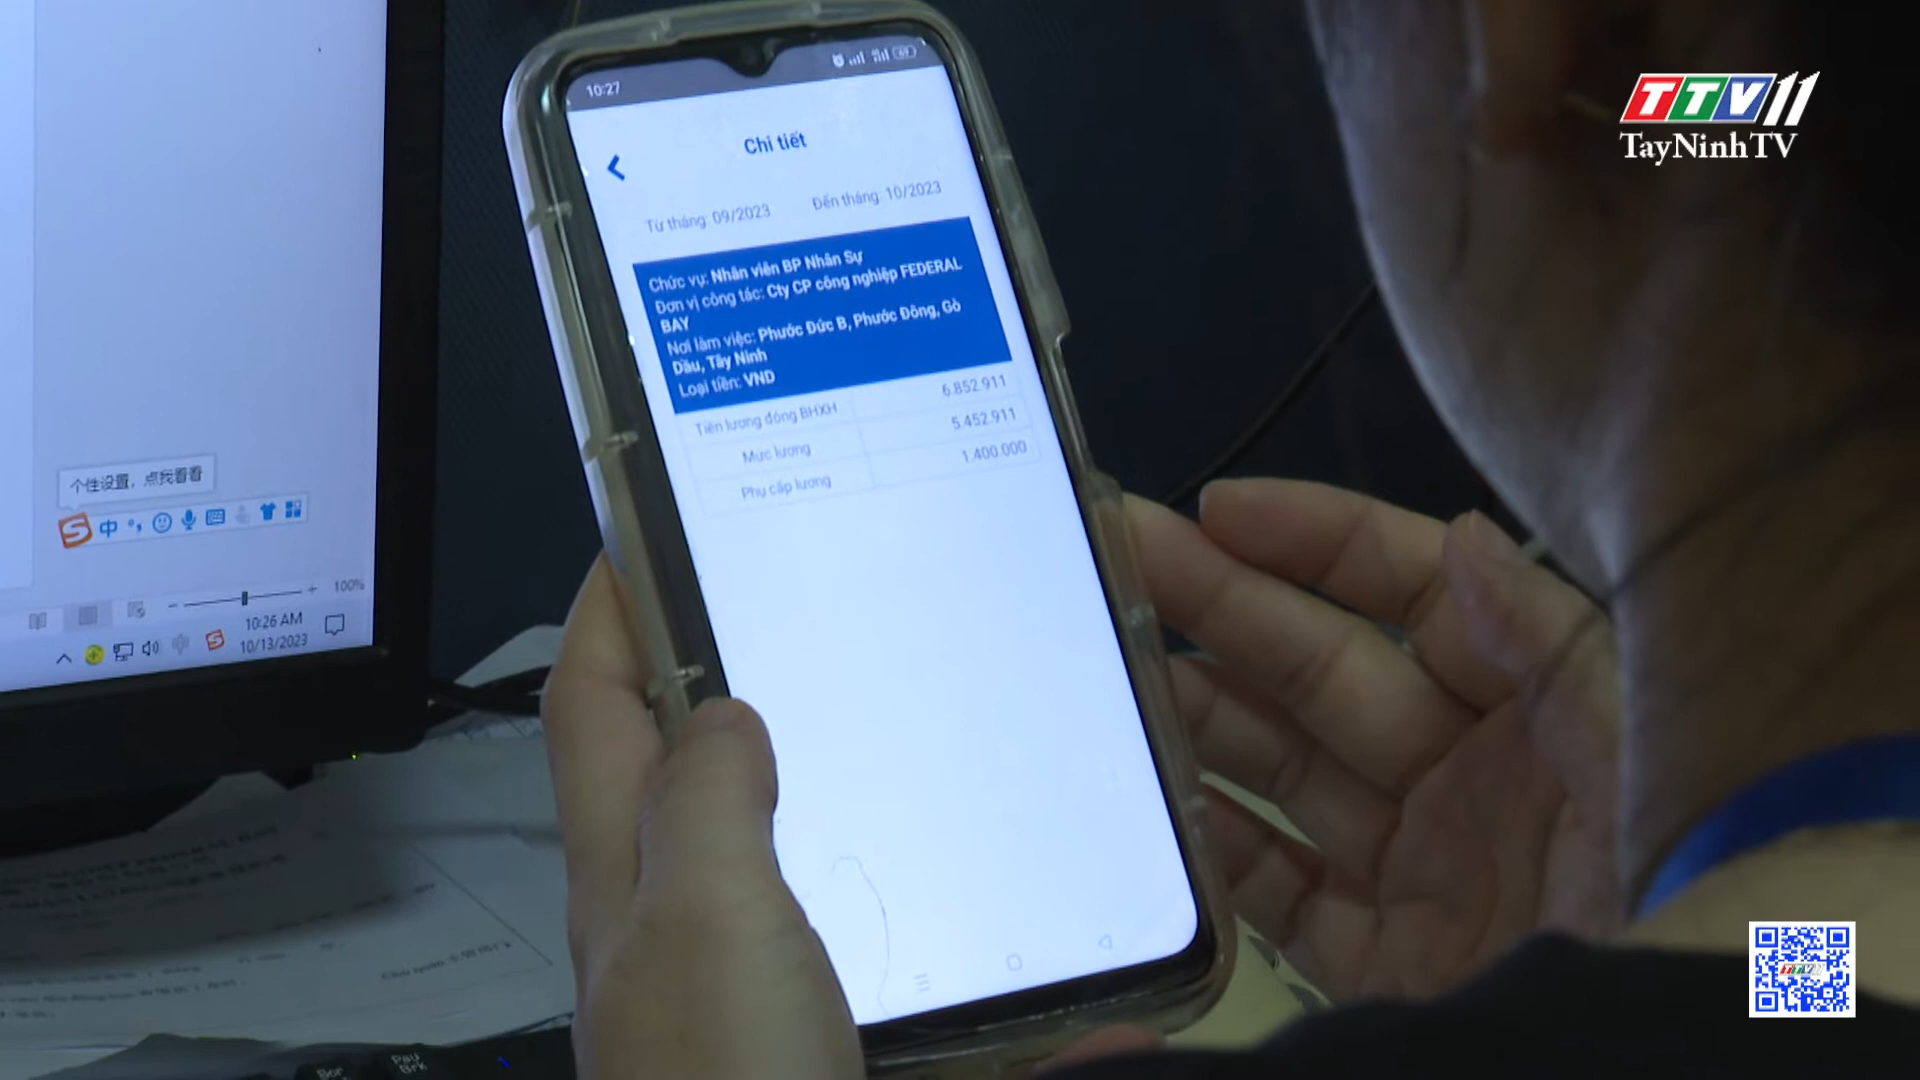 TTV11
TayNinhTV
10:27
Chi tiết
Từ tháng: 09/2023 Đến tháng: 10/2023
Chức vụ: Nhân viên BP Nhân Sự
Đơn vị công tác: Cty CP công nghiệp FEDERAL
BAY
Nơi làm việc: Phước Đức B, Phước Đông, Gò
Dầu, Tây Ninh
Loại tiền: VND
Tiền lương đóng BHXH 6.852.911
Mức lương 5.452.911
Phụ cấp lương 1.400.000
个性设置，点我看看
中
100%
10:26 AM
10/13/2023
Pau
Brk